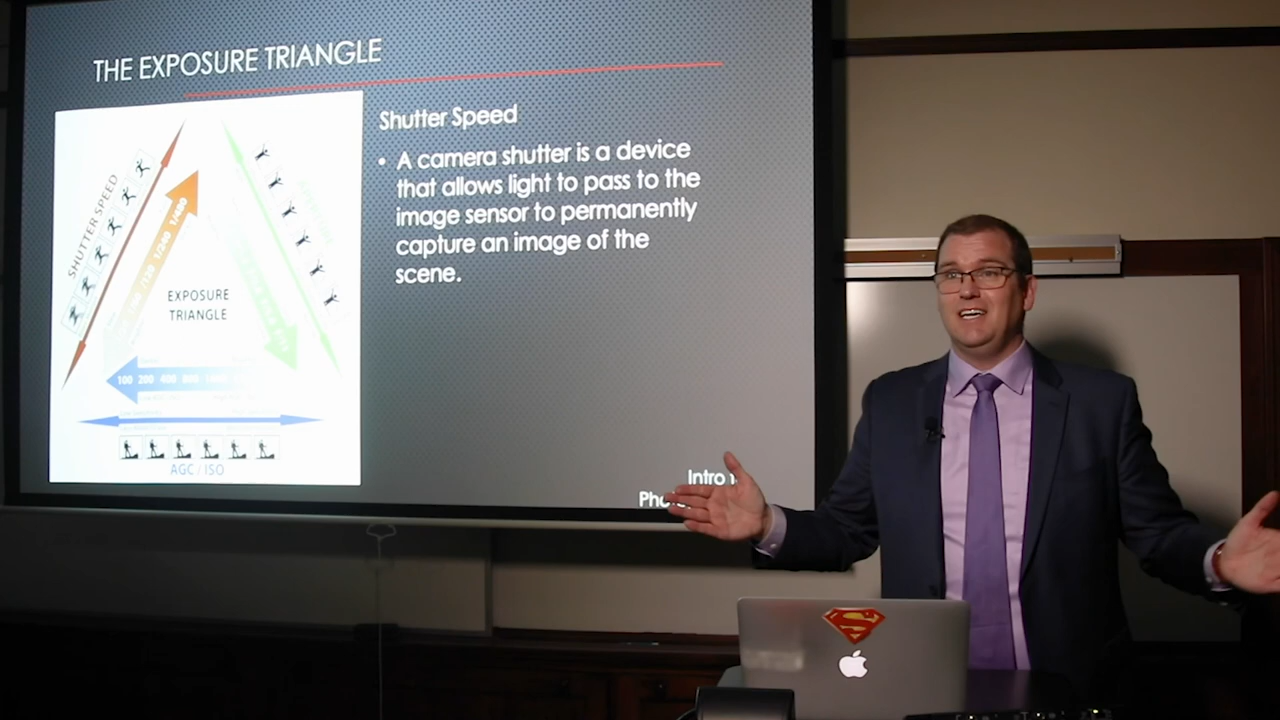 THE EXPOSURE TRIANGLE
Shutter Speed
• A camera shutter is a device
that allows light to pass to the
image sensor to permanently
capture an image of the
scene.
SHUTTER SPEED
EXPOSURE
TRIANGLE
100 200 400 800
AGC / ISO
Intro